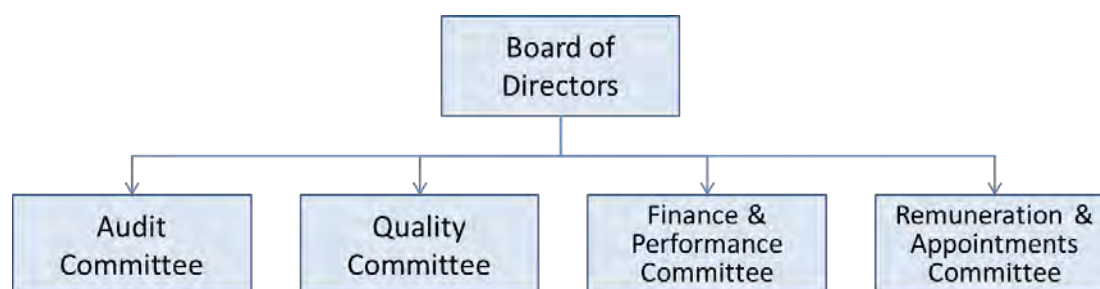 Board of
Directors
Audit
Committee
Quality
Committee
Finance &
Performance
Committee
Remuneration &
Appointments
Committee